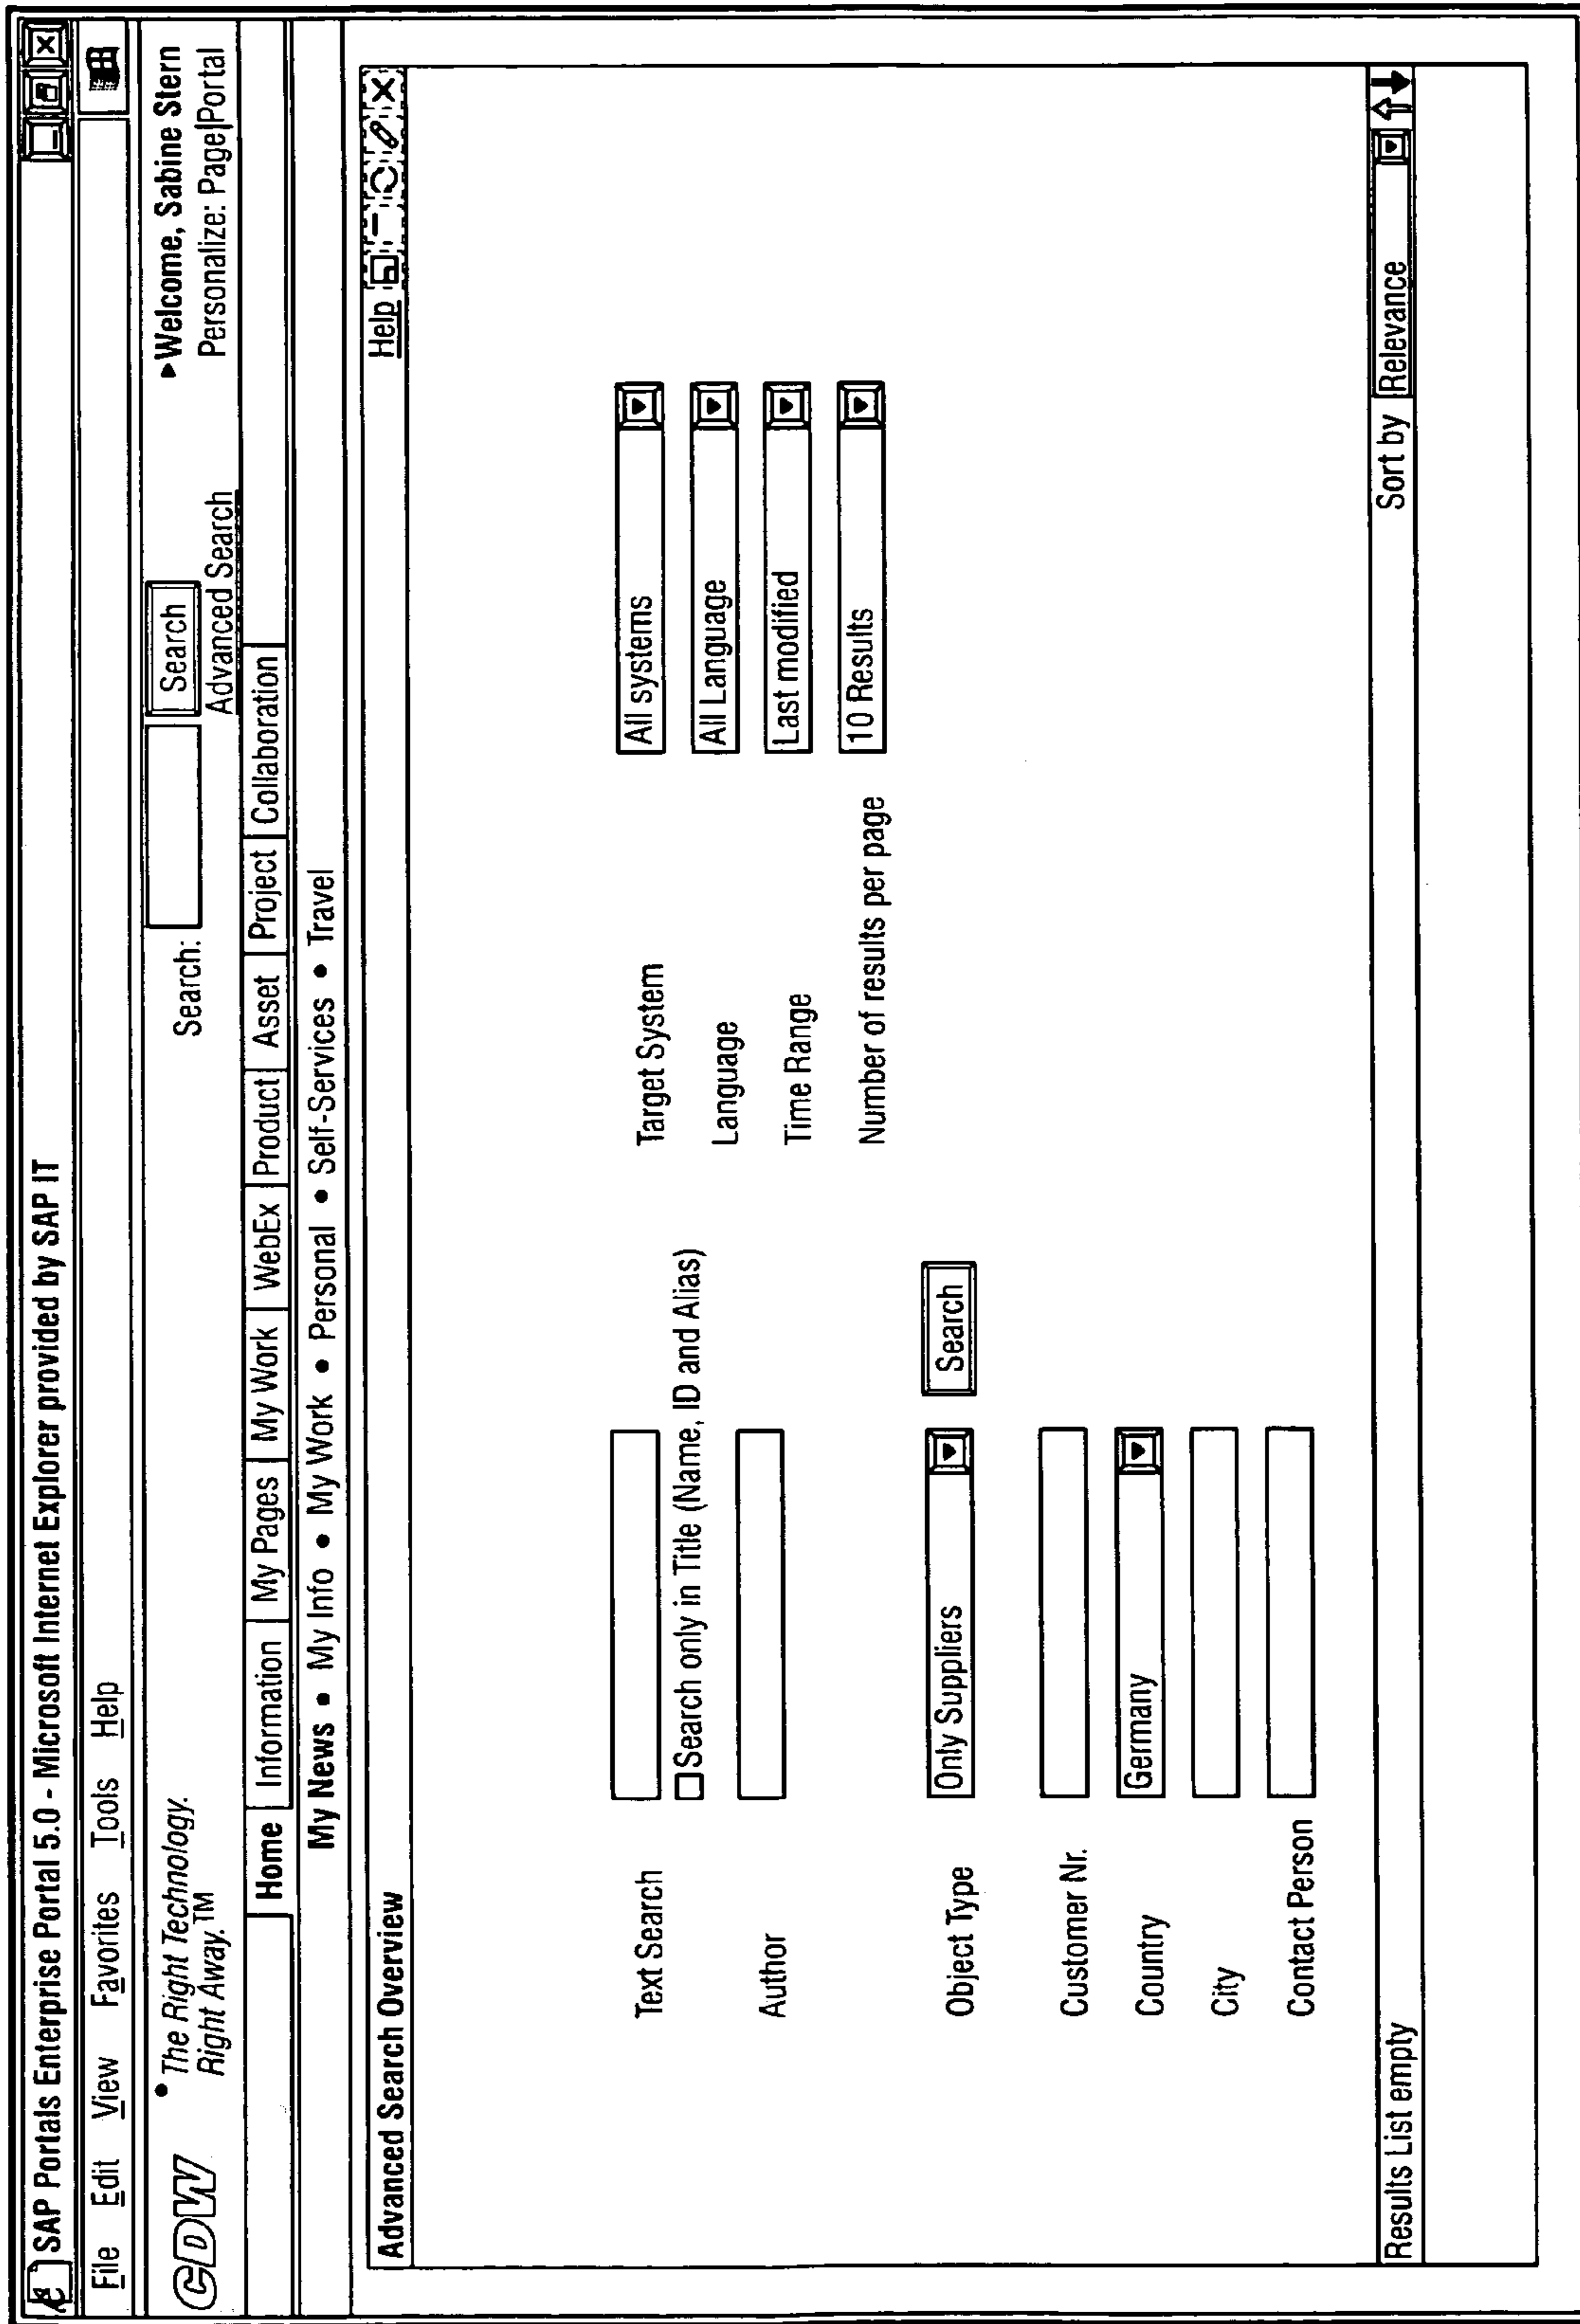 SAP Portals Enterprise Portal 5.0 - Microsoft Internet Explorer provided by SAP IT
File Edit View Favorites Tools Help
CDW • The Right Technology. Right Away.™
Search: Search
Advanced Search
Welcome, Sabine Stern
Personalize: Page|Portal
Home Information My Pages My Work WebEx Product Asset Project Collaboration
My News • My Info • My Work • Personal • Self-Services • Travel
Advanced Search Overview Help
Text Search
Search only in Title (Name, ID and Alias)
Author
Object Type Only Suppliers Search
Customer Nr.
Country Germany
City
Contact Person
Target System All systems
Language All Language
Time Range Last modified
Number of results per page 10 Results
Results List empty Sort by Relevance